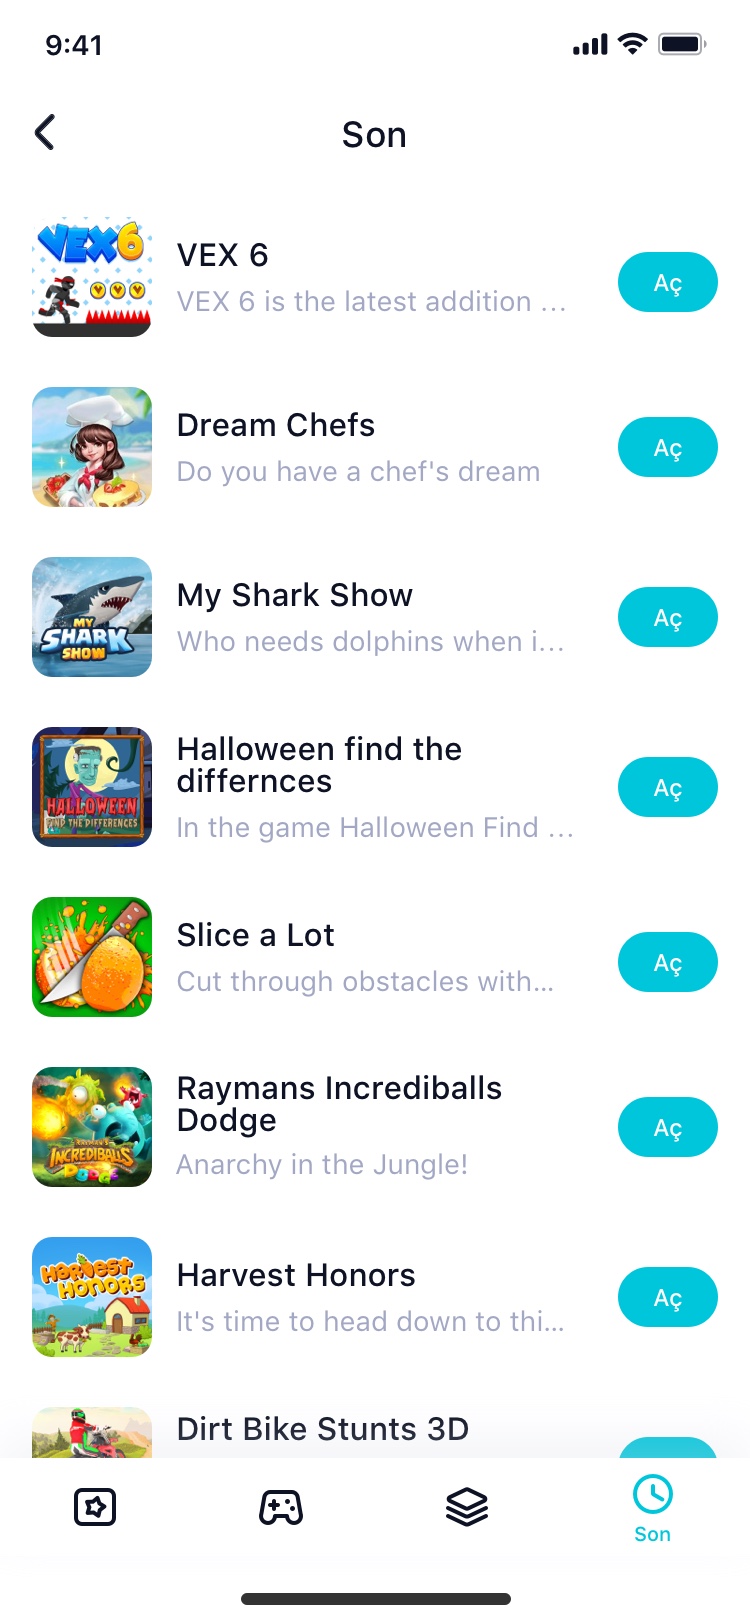 9:41
Son
VEX 6
VEX 6
VEX 6 is the latest addition ...
Aç
Dream Chefs
Do you have a chef's dream
Aç
MY
SHARK
SHOW
My Shark Show
Who needs dolphins when i...
Aç
HALLOWEEN
FIND THE DIFFERENCES
Halloween find the
differnces
In the game Halloween Find ...
Aç
Slice a Lot
Cut through obstacles with...
Aç
RAYMAN'S
INCREDIBALLS
DODGE
Raymans Incrediballs
Dodge
Anarchy in the Jungle!
Aç
HARVEST
HONORS
Harvest Honors
It's time to head down to thi...
Aç
Dirt Bike Stunts 3D
Son